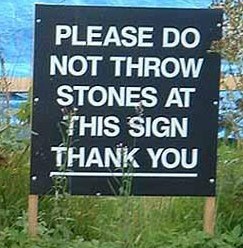 PLEASE DO
NOT THROW
STONES AT
THIS SIGN
THANK YOU